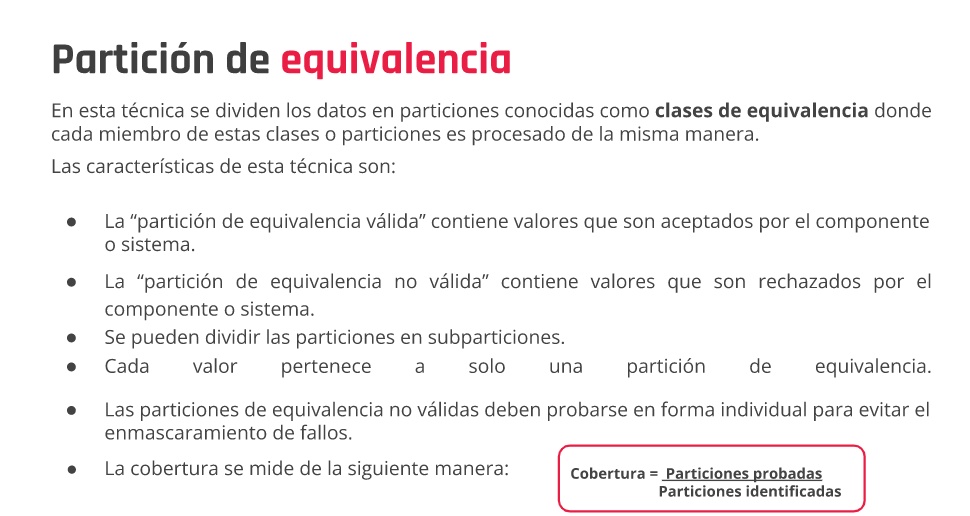 Partición de equivalencia
En esta técnica se dividen los datos en particiones conocidas como clases de equivalencia donde
cada miembro de estas clases o particiones es procesado de la misma manera.
Las características de esta técnica son:
● La “partición de equivalencia válida” contiene valores que son aceptados por el componente
o sistema.
● La “partición de equivalencia no válida” contiene valores que son rechazados por el
componente o sistema.
● Se pueden dividir las particiones en subparticiones.
● Cada valor pertenece a solo una partición de equivalencia.
● Las particiones de equivalencia no válidas deben probarse en forma individual para evitar el
enmascaramiento de fallos.
● La cobertura se mide de la siguiente manera:
Cobertura = Particiones probadas
Particiones identificadas